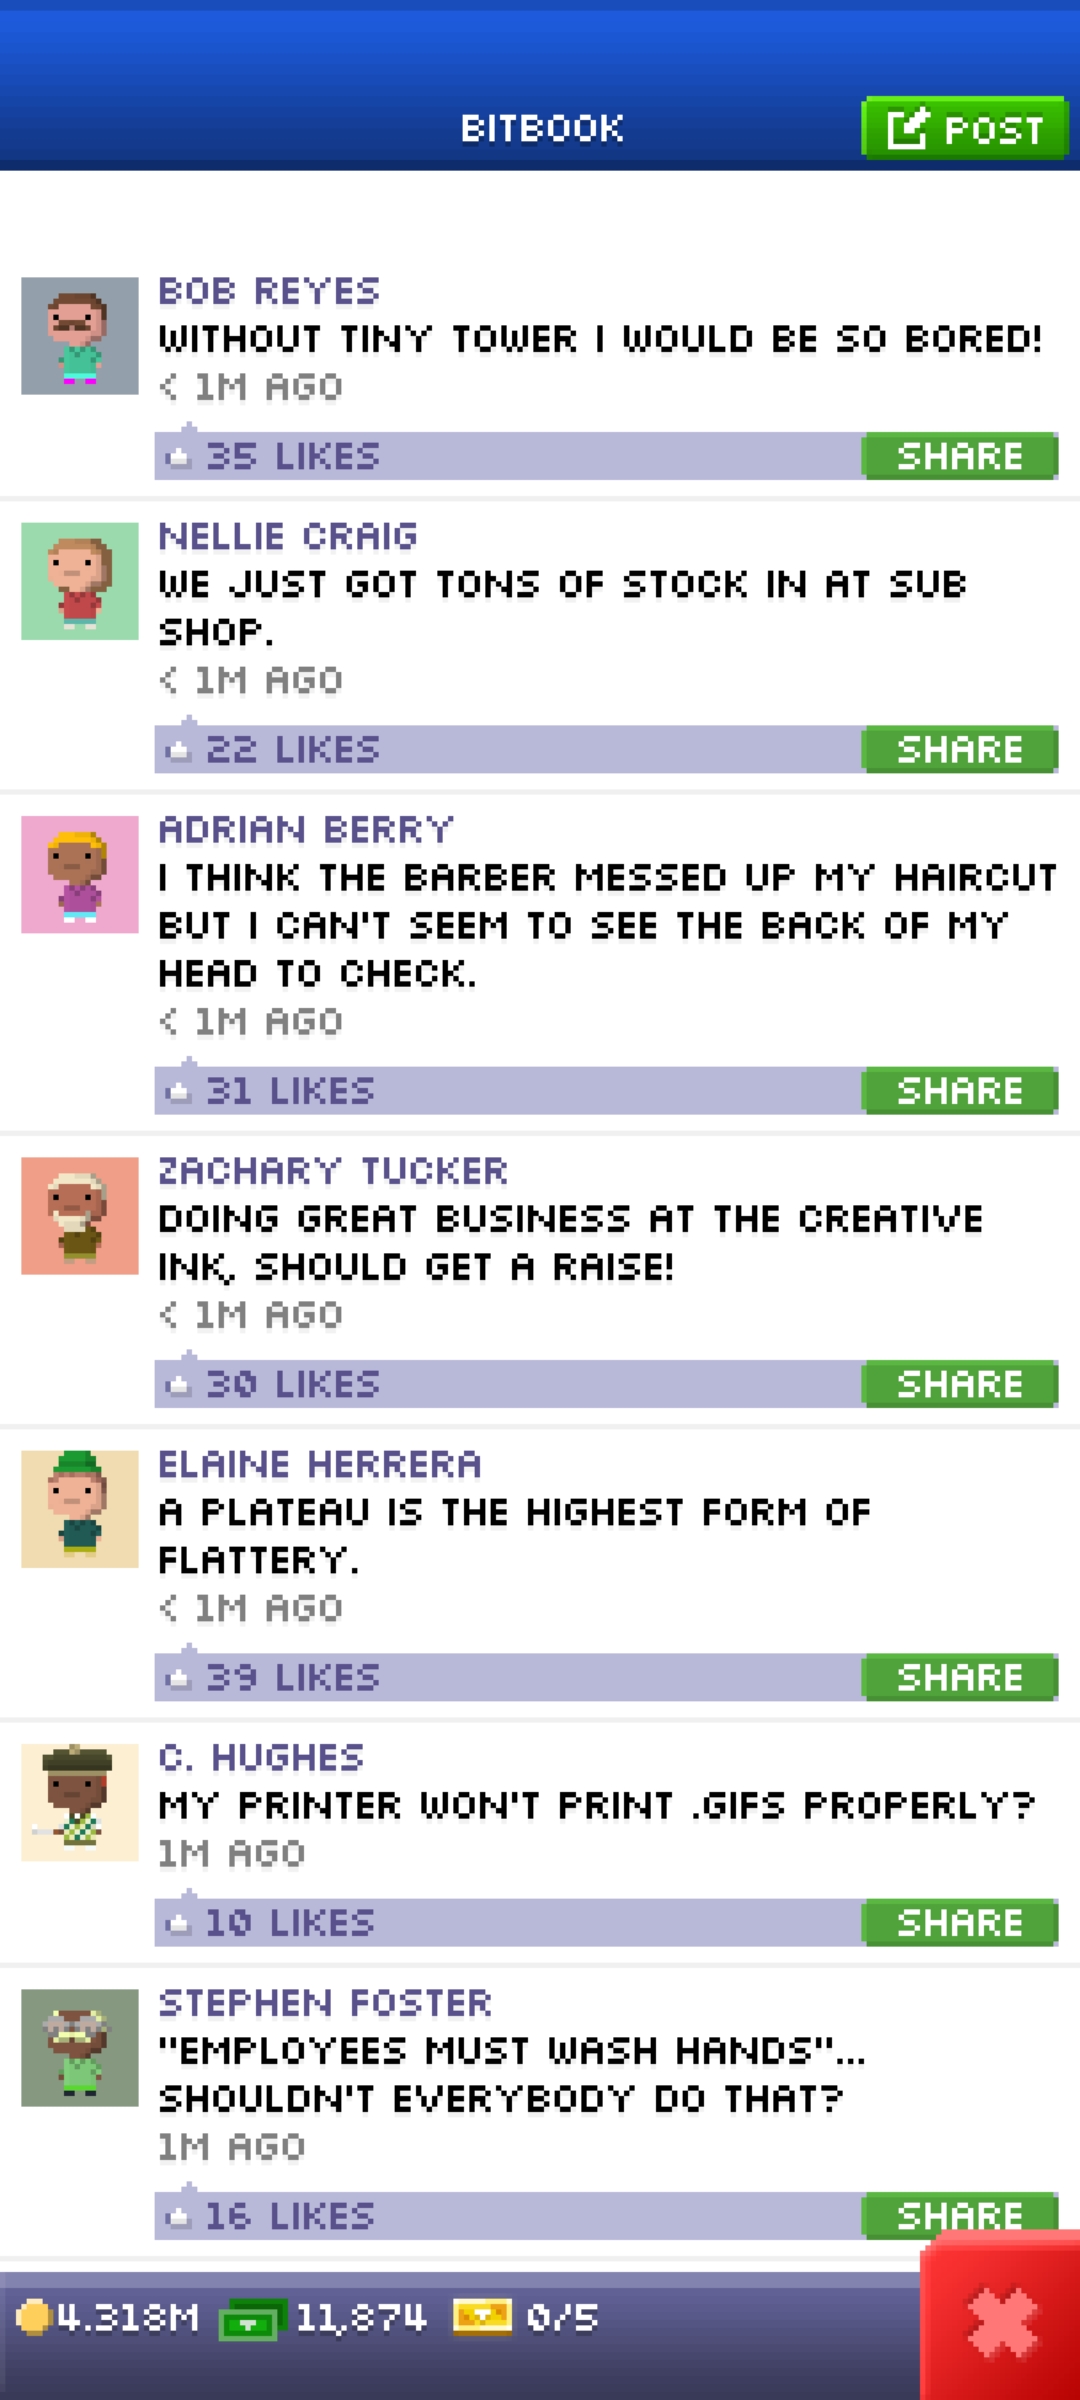 BITBOOK
POST
BOB REYES
WITHOUT TINY TOWER I WOULD BE SO BORED!
< 1M AGO
35 LIKES
SHARE
NELLIE CRAIG
WE JUST GOT TONS OF STOCK IN AT SUB
SHOP.
< 1M AGO
22 LIKES
SHARE
ADRIAN BERRY
I THINK THE BARBER MESSED UP MY HAIRCUT
BUT I CAN'T SEEM TO SEE THE BACK OF MY
HEAD TO CHECK.
< 1M AGO
31 LIKES
SHARE
ZACHARY TUCKER
DOING GREAT BUSINESS AT THE CREATIVE
INK, SHOULD GET A RAISE!
< 1M AGO
30 LIKES
SHARE
ELAINE HERRERA
A PLATEAU IS THE HIGHEST FORM OF
FLATTERY.
< 1M AGO
39 LIKES
SHARE
C. HUGHES
MY PRINTER WON'T PRINT .GIFS PROPERLY?
1M AGO
10 LIKES
SHARE
STEPHEN FOSTER
"EMPLOYEES MUST WASH HANDS"...
SHOULDN'T EVERYBODY DO THAT?
1M AGO
16 LIKES
SHARE
4.318M 11,874 0/5